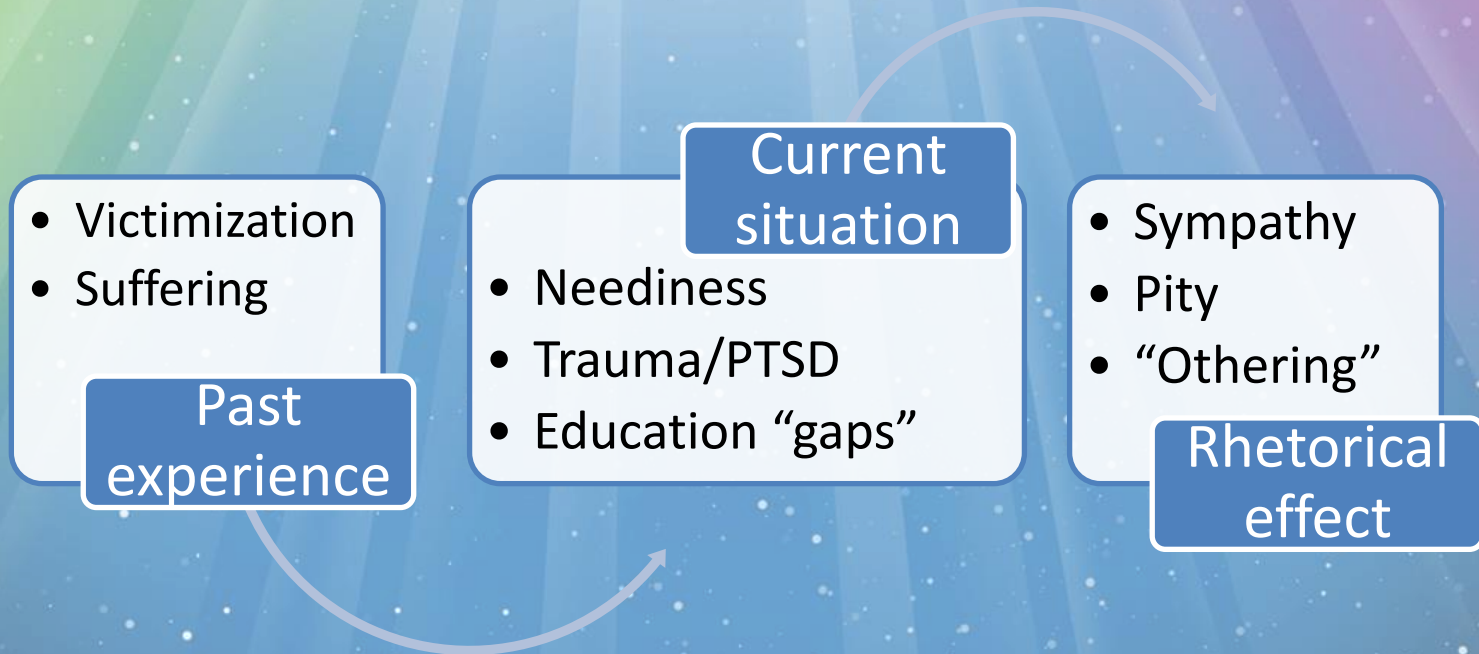 • Victimization
• Suffering
Past
experience
Current
situation
• Neediness
• Trauma/PTSD
• Education “gaps”
• Sympathy
• Pity
• “Othering”
Rhetorical
effect